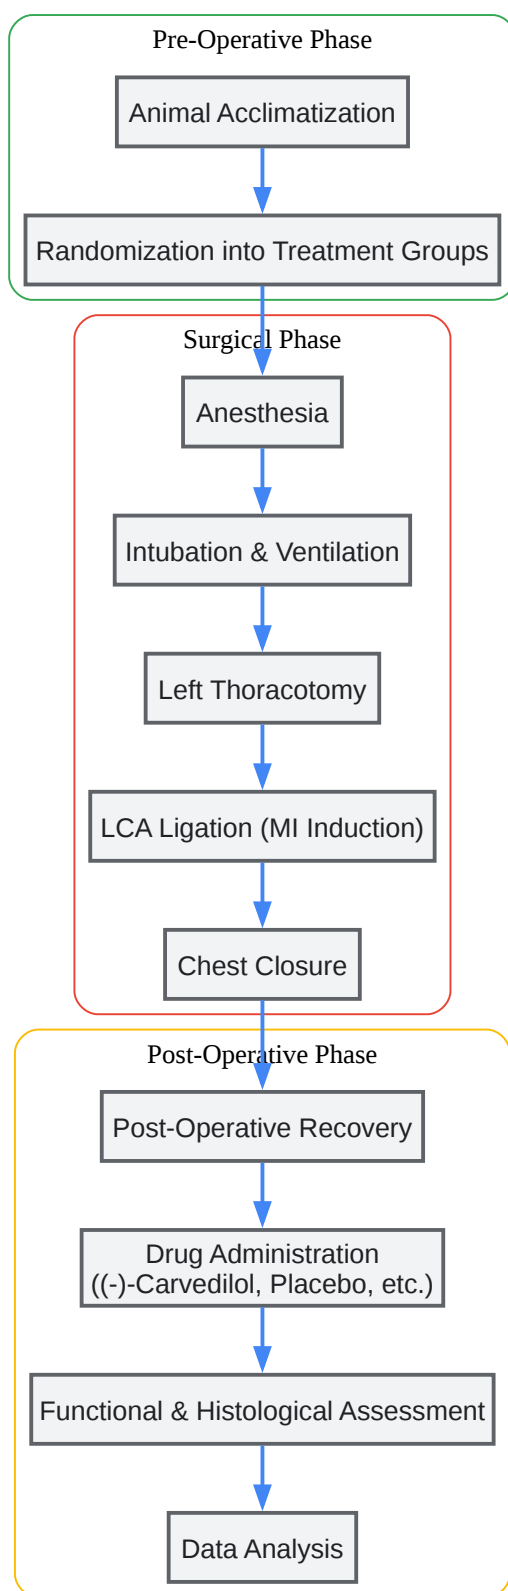 Pre-Operative Phase
Animal Acclimatization
Randomization into Treatment Groups
Surgical Phase
Anesthesia
Intubation & Ventilation
Left Thoracotomy
LCA Ligation (MI Induction)
Chest Closure
Post-Operative Phase
Post-Operative Recovery
Drug Administration
((-)-Carvedilol, Placebo, etc.)
Functional & Histological Assessment
Data Analysis